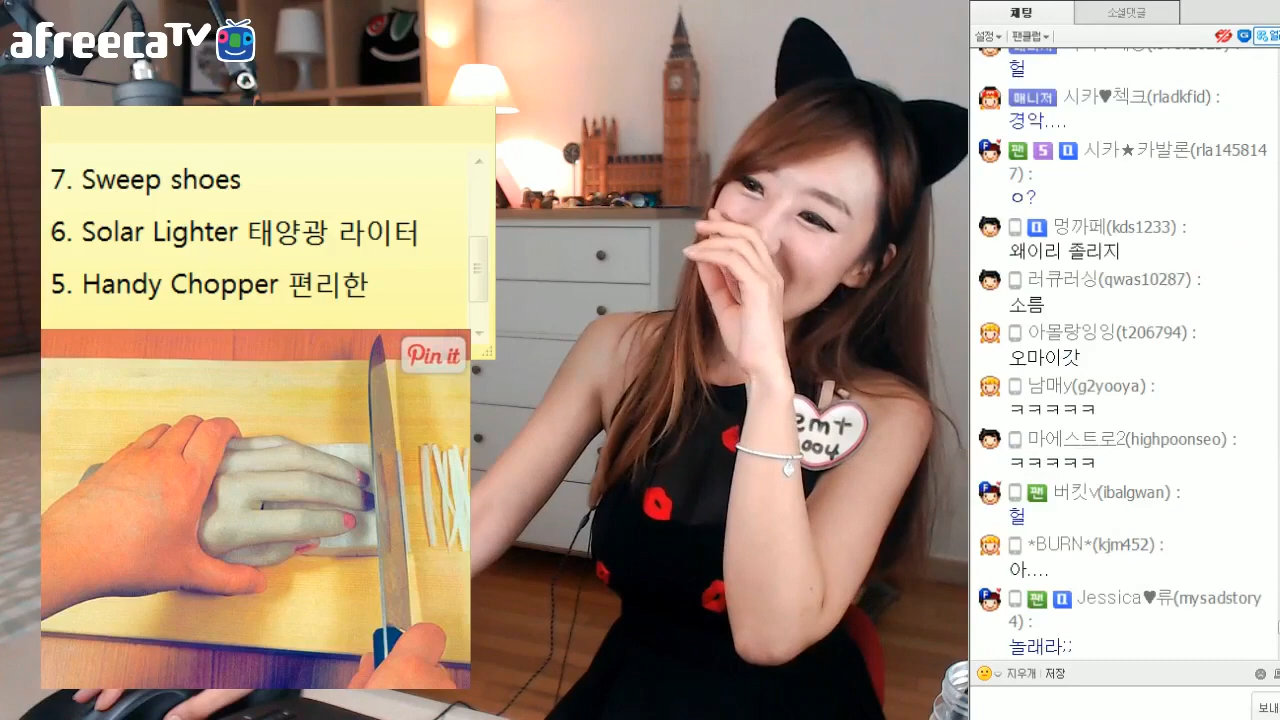 afreecaTV
7. Sweep shoes
6. Solar Lighter 태양광 라이터
5. Handy Chopper 편리한
Pin it
채팅
소셜댓글
설정
팬클럽
헐
매니저 시카♥첵크(rladkfid) :
경악....
팬 S 시카★카발론(rla145814
7) :
ㅇ?
멍까페(kds1233) :
왜이리 졸리지
러큐러싱(qwas10287) :
소름
아몰랑잉잉(t206794) :
오마이갓
남매y(g2yooya) :
ㅋㅋㅋㅋㅋ
마에스트로2(highpoonseo) :
ㅋㅋㅋㅋㅋ
팬 버킷v(ibalgwan) :
헐
*BURN*(kjm452) :
아....
팬 Jessica♥류(mysadstory
4) :
놀래라;;
지우개
저장
보내